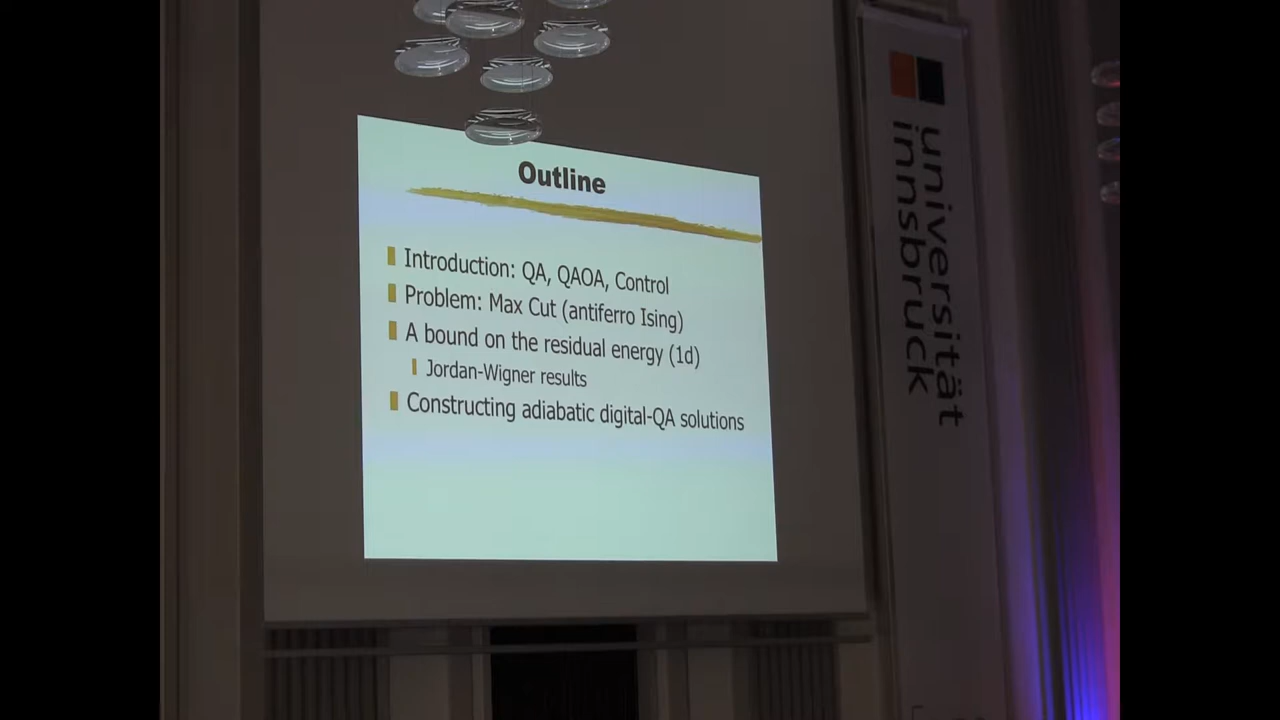 Outline
Introduction: QA, QAOA, Control
Problem: Max Cut (antiferro Ising)
A bound on the residual energy (1d)
Jordan-Wigner results
Constructing adiabatic digital-QA solutions
universität
innsbruck